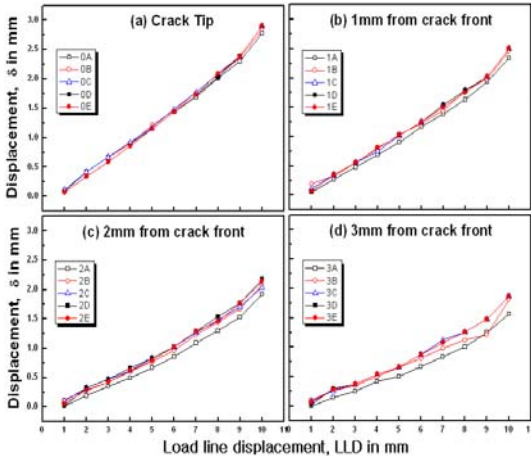 (a) Crack Tip
0A
0B
0C
0D
0E
3.0
2.5
2.0
1.5
1.0
0.5
0.0
Displacement, δ in mm
(b) 1mm from crack front
1A
1B
1C
1D
1E
(c) 2mm from crack front
2A
2B
2C
2D
2E
3.0
2.5
2.0
1.5
1.0
0.5
0.0
Displacement, δ in mm
1 2 3 4 5 6 7 8 9 10
(d) 3mm from crack front
3A
3B
3C
3D
3E
1 2 3 4 5 6 7 8 9 10 11
Load line displacement, LLD in mm